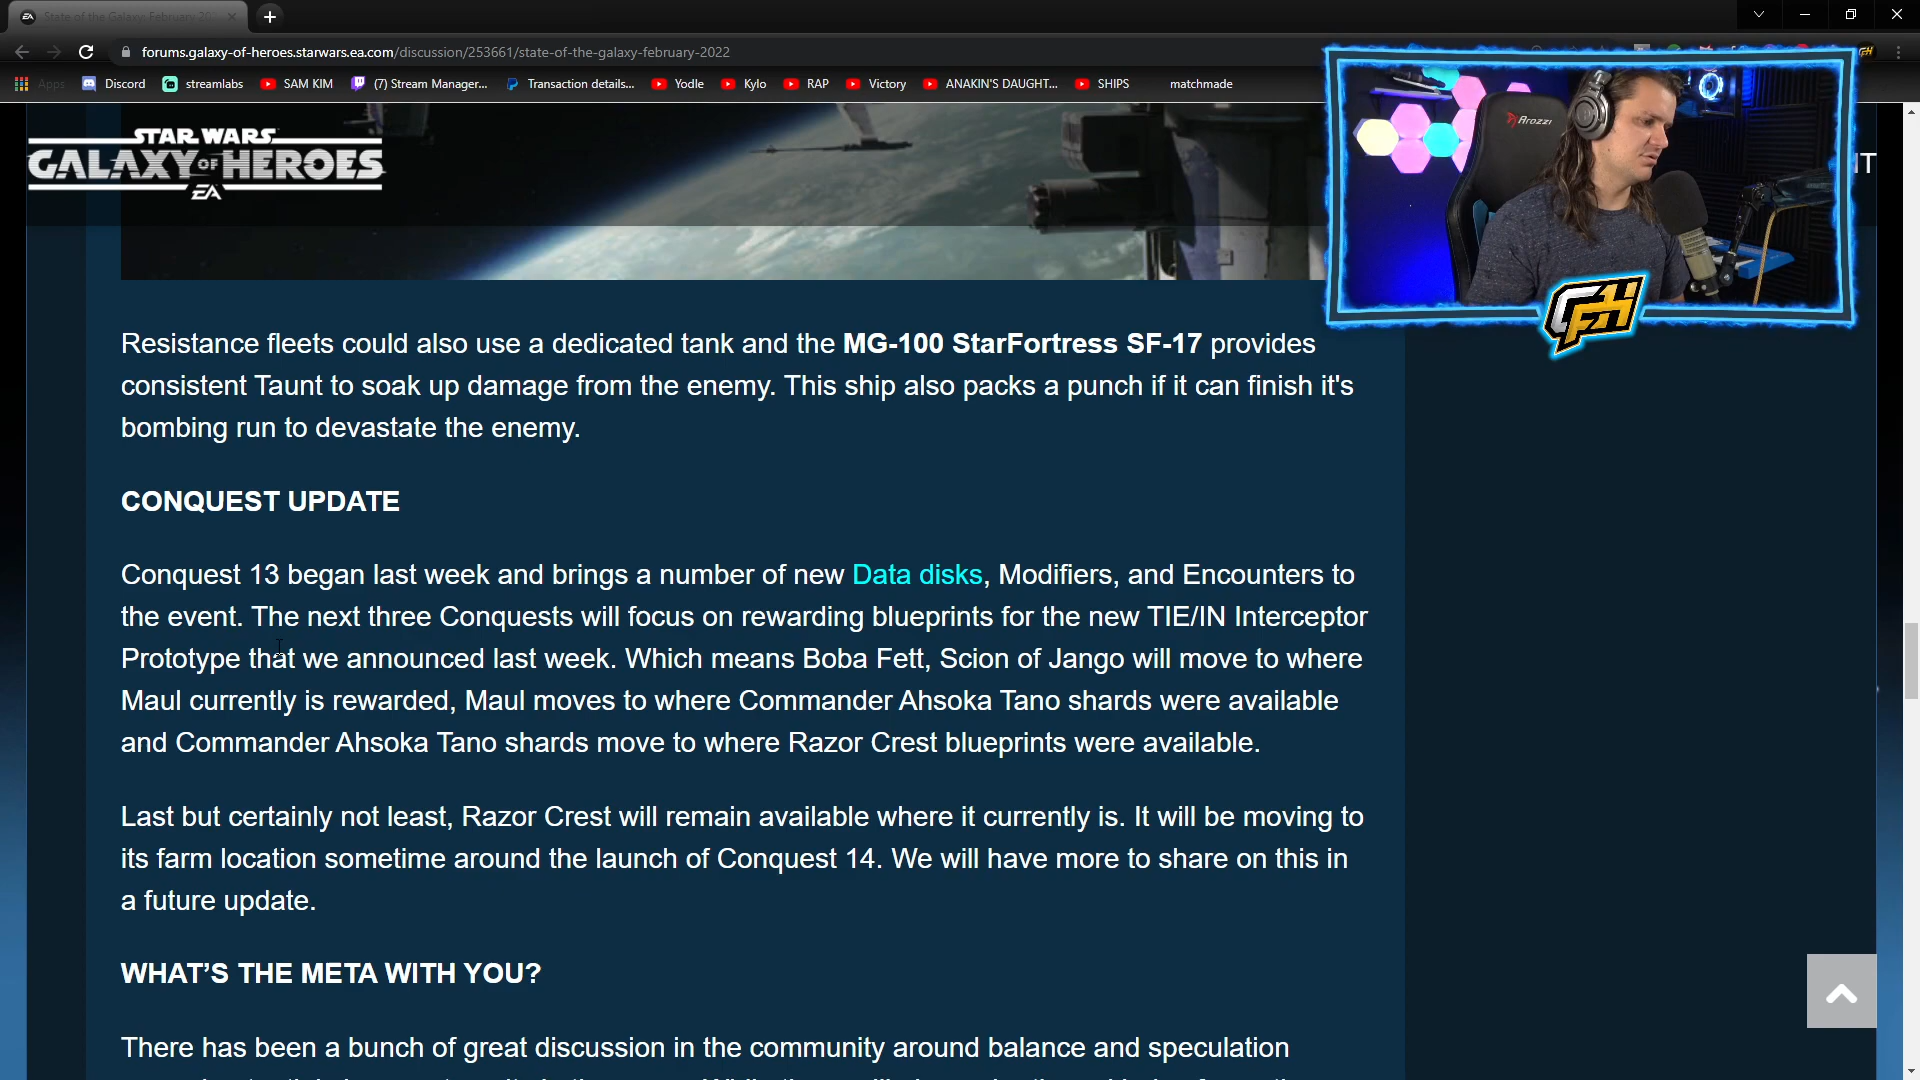 State of the Galaxy: February 202
forums.galaxy-of-heroes.starwars.ea.com/discussion/253661/state-of-the-galaxy-february-2022
Apps Discord streamlabs SAM KIM (7) Stream Manager... Transaction details... Yodle Kylo RAP Victory ANAKIN'S DAUGHT... SHIPS matchmade
STAR WARS
GALAXY OF HEROES
EA
Arozzi
GFH
IT
Resistance fleets could also use a dedicated tank and the MG-100 StarFortress SF-17 provides
consistent Taunt to soak up damage from the enemy. This ship also packs a punch if it can finish it's
bombing run to devastate the enemy.
CONQUEST UPDATE
Conquest 13 began last week and brings a number of new Data disks, Modifiers, and Encounters to
the event. The next three Conquests will focus on rewarding blueprints for the new TIE/IN Interceptor
Prototype that we announced last week. Which means Boba Fett, Scion of Jango will move to where
Maul currently is rewarded, Maul moves to where Commander Ahsoka Tano shards were available
and Commander Ahsoka Tano shards move to where Razor Crest blueprints were available.
Last but certainly not least, Razor Crest will remain available where it currently is. It will be moving to
its farm location sometime around the launch of Conquest 14. We will have more to share on this in
a future update.
WHAT'S THE META WITH YOU?
There has been a bunch of great discussion in the community around balance and speculation